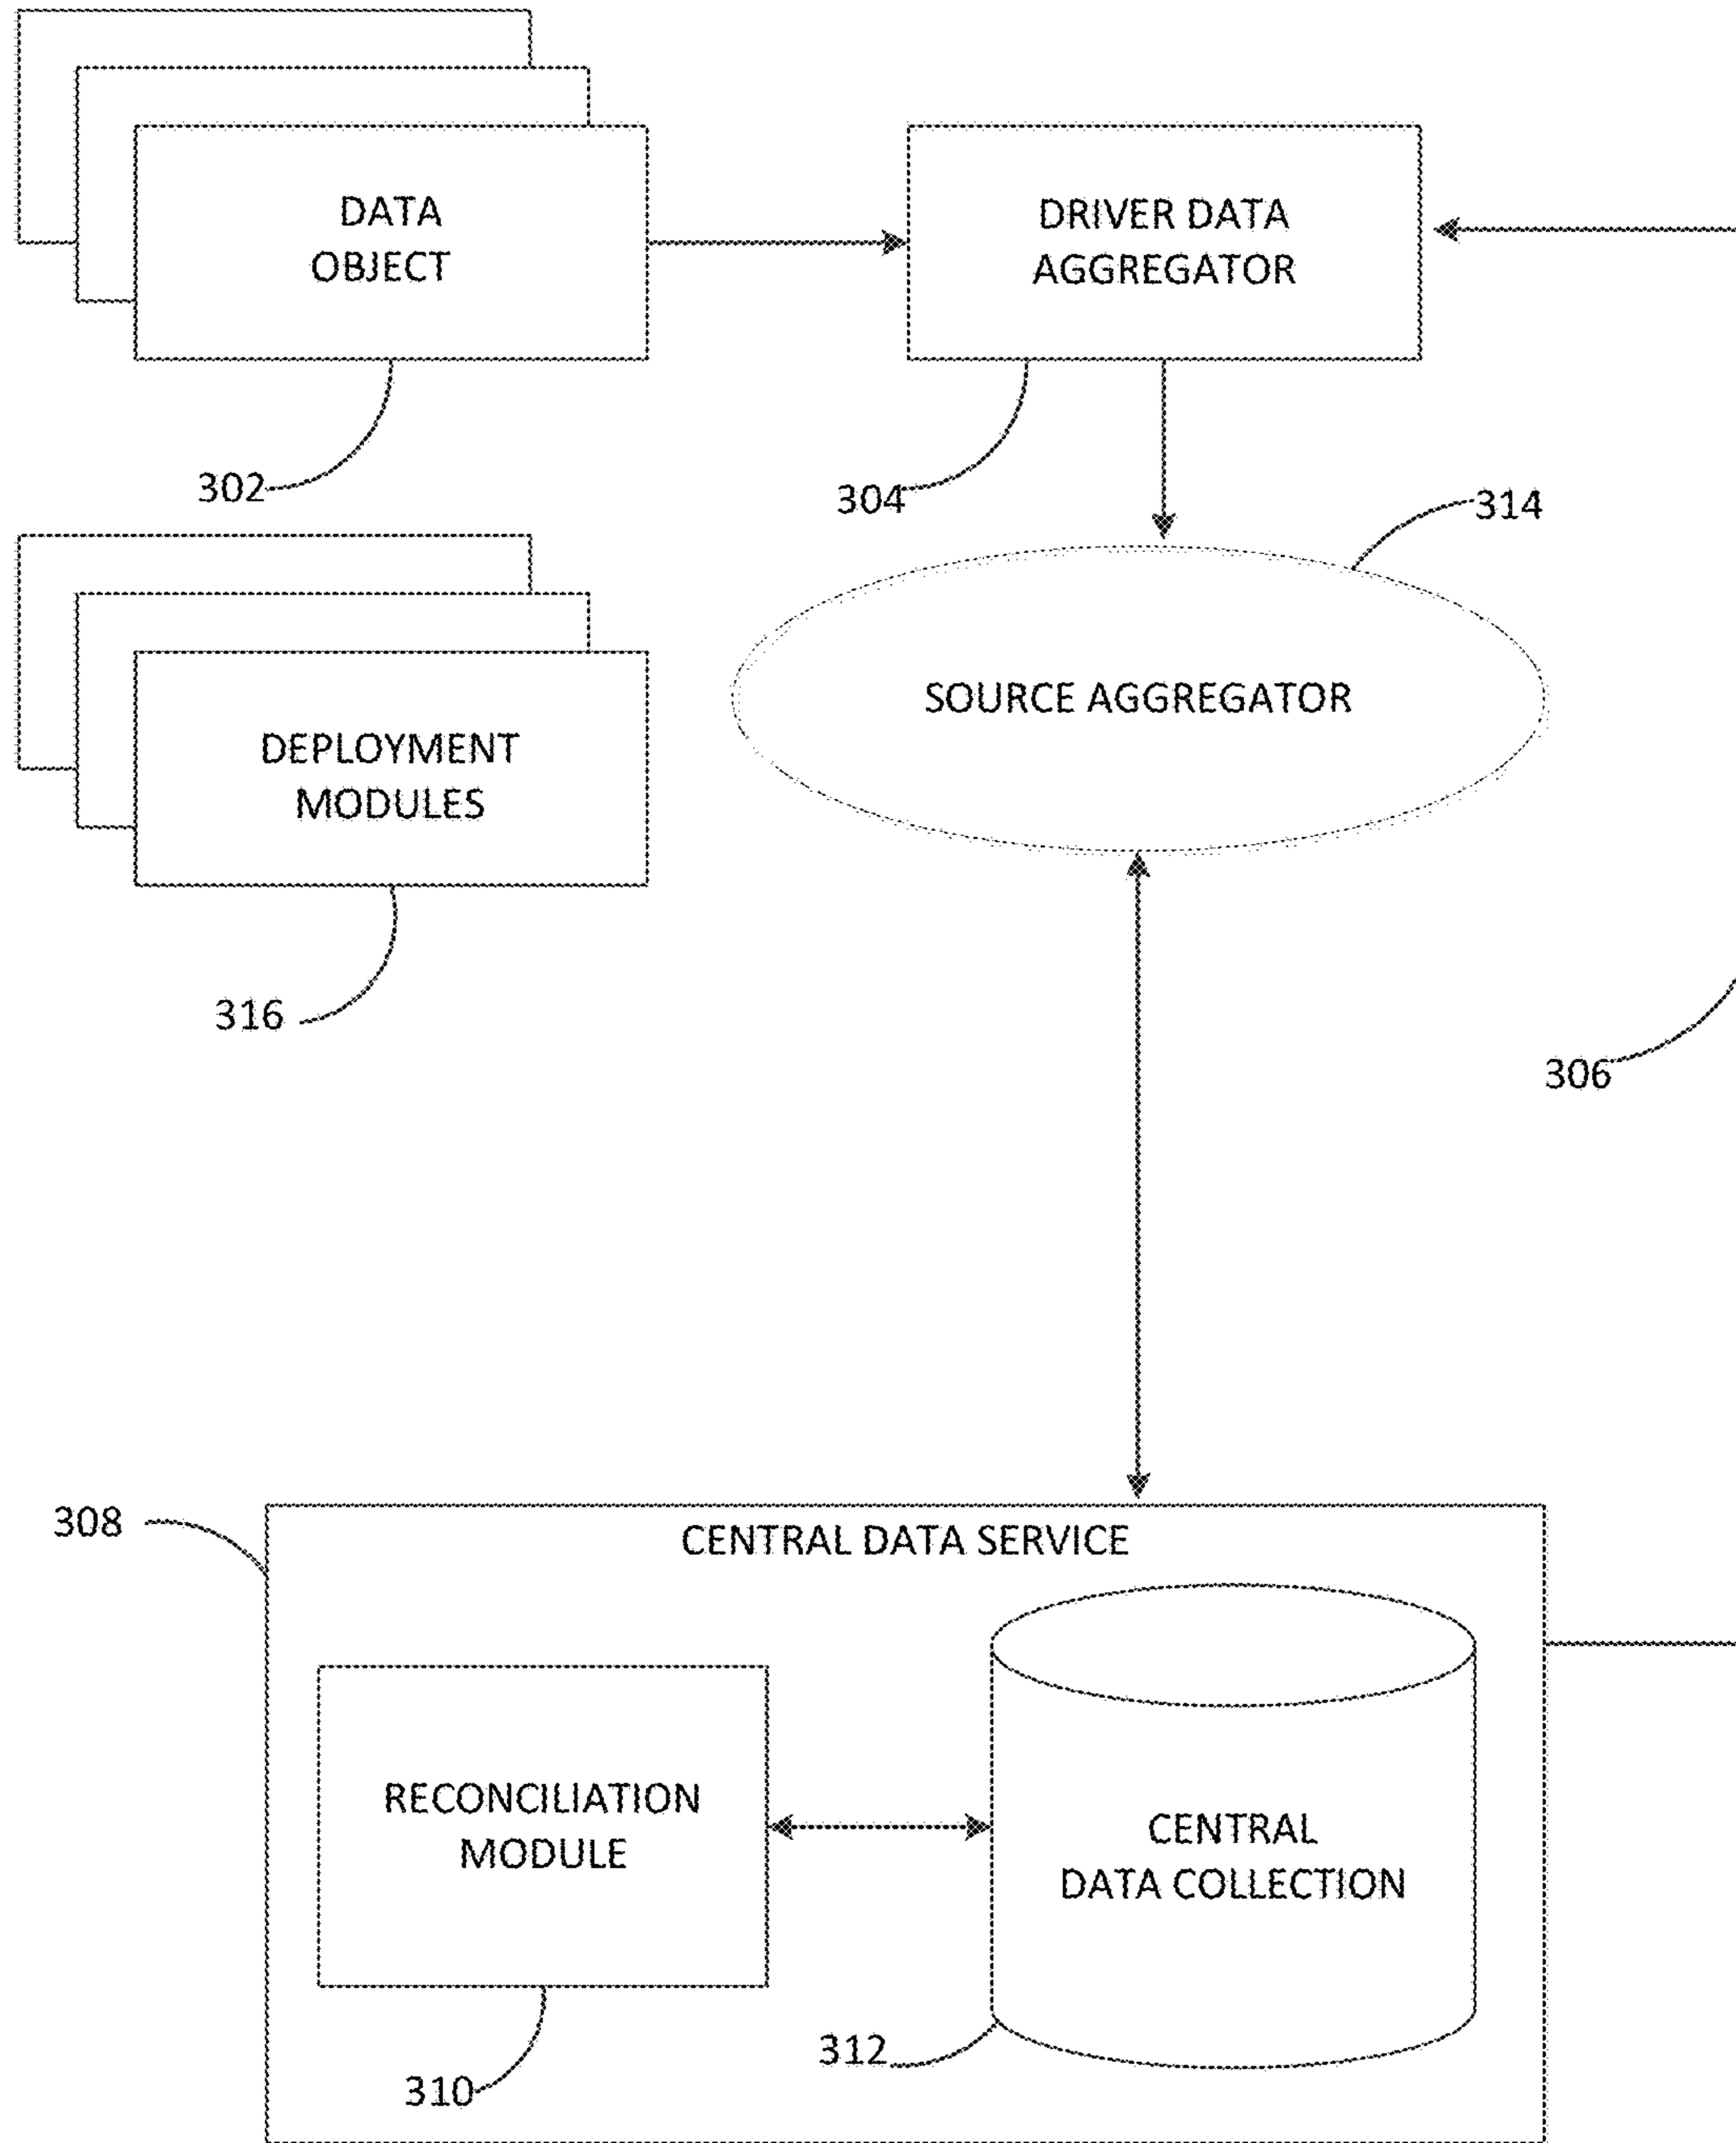 DATA
OBJECT
DRIVER DATA
AGGREGATOR
302
304
314
SOURCE AGGREGATOR
DEPLOYMENT
MODULES
316
306
308
CENTRAL DATA SERVICE
RECONCILIATION
MODULE
CENTRAL
DATA COLLECTION
312
310